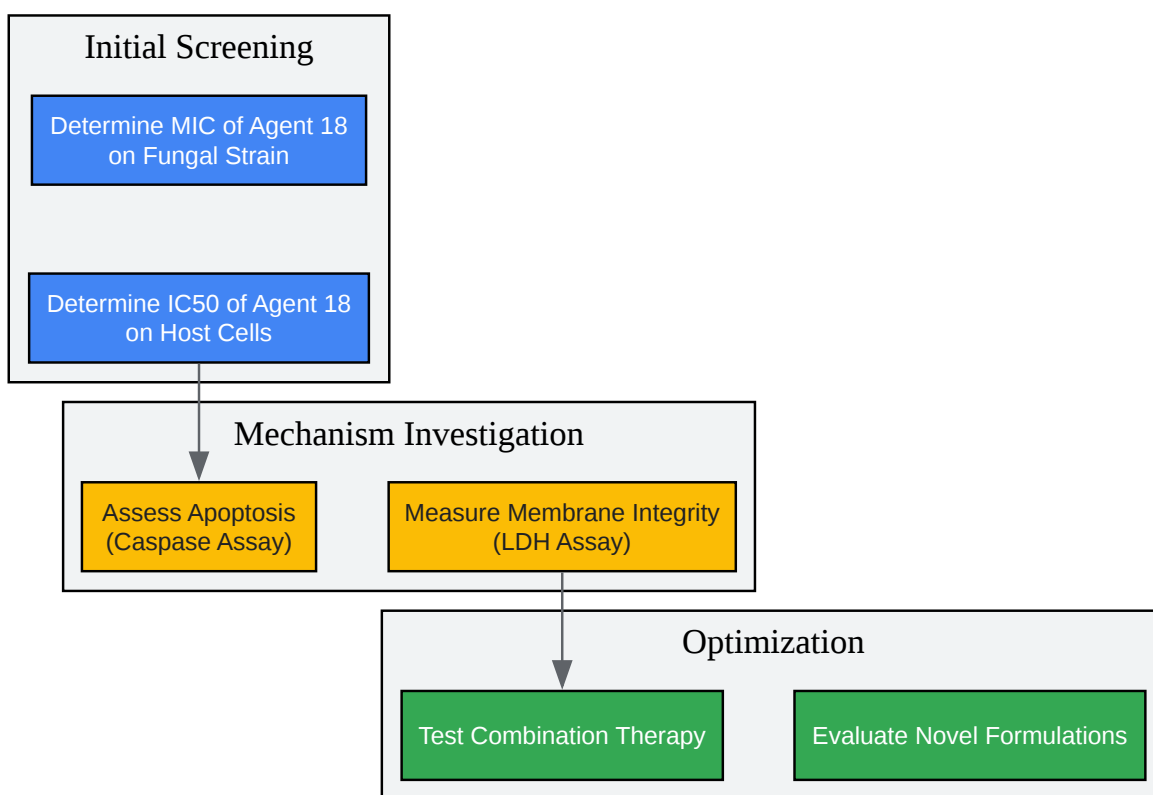 Initial Screening
Determine MIC of Agent 18
on Fungal Strain
Determine IC50 of Agent 18
on Host Cells
Mechanism Investigation
Assess Apoptosis
(Caspase Assay)
Measure Membrane Integrity
(LDH Assay)
Optimization
Test Combination Therapy
Evaluate Novel Formulations